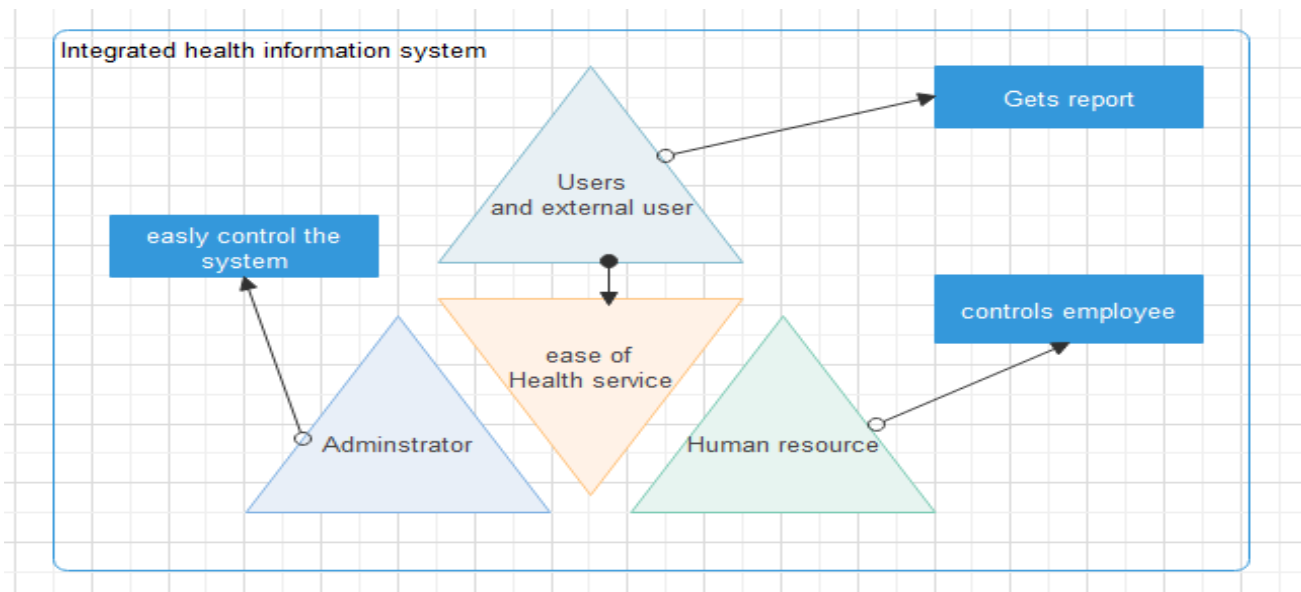 Integrated health information system
Gets report
Users
and external user
easly control the
system
controls employee
ease of
Health service
Adminstrator
Human resource